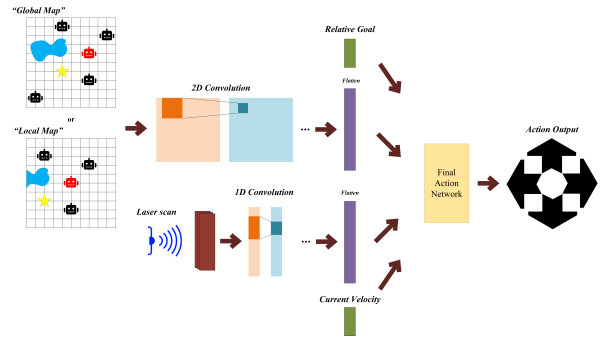 “Global Map”
or
“Local Map”
2D Convolution
...
Relative Goal
Flatten
Laser scan
1D Convolution
...
Flatten
Current Velocity
Final
Action
Network
Action Output